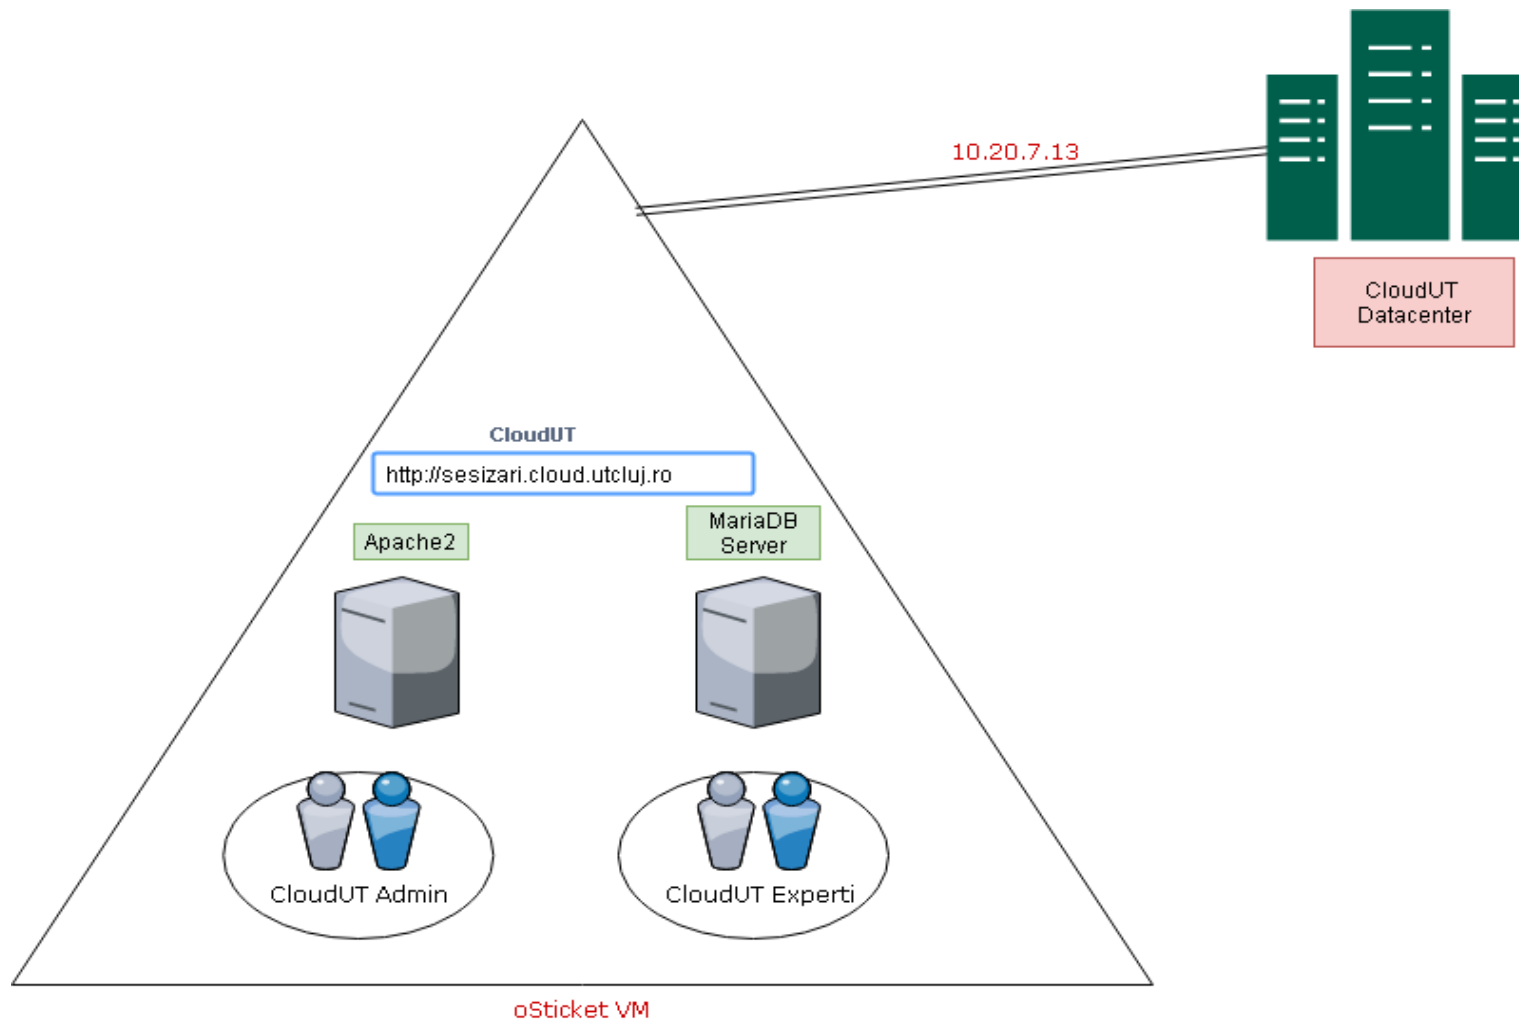 10.20.7.13
CloudUT
Datacenter
CloudUT
http://sesizari.cloud.utcluj.ro
Apache2
MariaDB
Server
CloudUT Admin
CloudUT Experti
oSticket VM